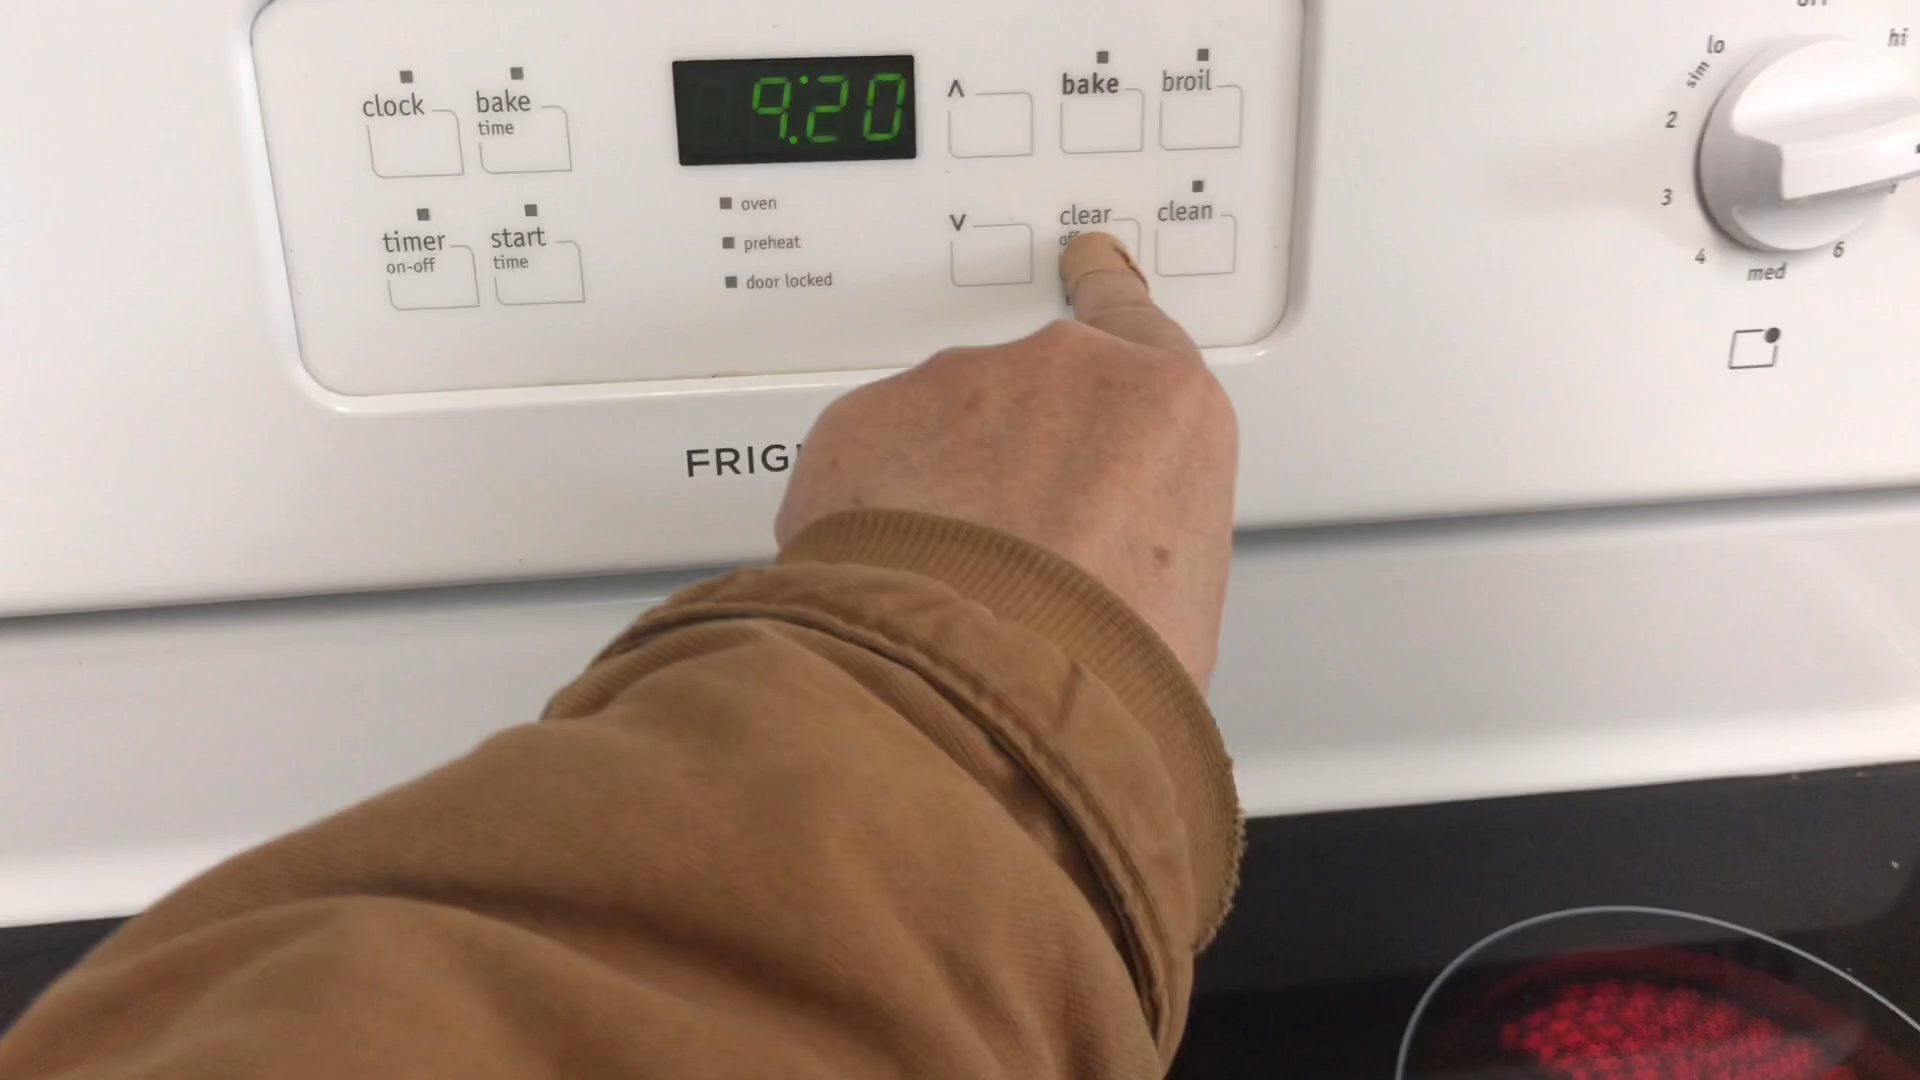 clock
bake
time
timer
on-off
start
time
9:20
oven
preheat
door locked
^
v
bake
broil
clear
clean
FRIG
lo
sim
hi
2
3
4
med
6